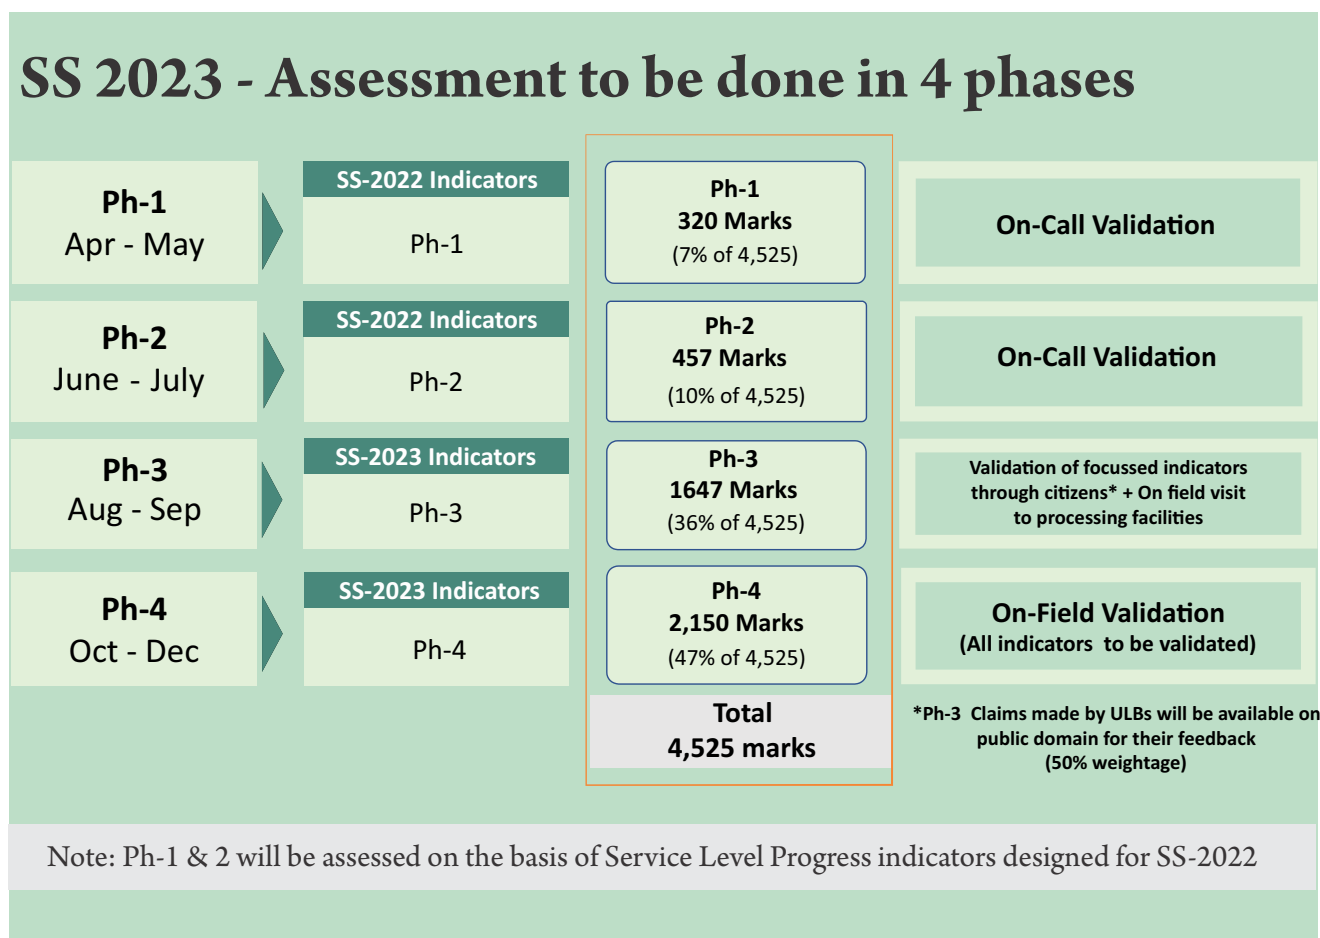 SS 2023 - Assessment to be done in 4 phases
Ph-1
Apr - May
SS-2022 Indicators
Ph-1
Ph-1
320 Marks
(7% of 4,525)
On-Call Validation
Ph-2
June - July
SS-2022 Indicators
Ph-2
Ph-2
457 Marks
(10% of 4,525)
On-Call Validation
Ph-3
Aug - Sep
SS-2023 Indicators
Ph-3
Ph-3
1647 Marks
(36% of 4,525)
Validation of focussed indicators
through citizens* + On field visit
to processing facilities
Ph-4
Oct - Dec
SS-2023 Indicators
Ph-4
Ph-4
2,150 Marks
(47% of 4,525)
On-Field Validation
(All indicators to be validated)
Total
4,525 marks
*Ph-3 Claims made by ULBs will be available on
public domain for their feedback
(50% weightage)
Note: Ph-1 & 2 will be assessed on the basis of Service Level Progress indicators designed for SS-2022